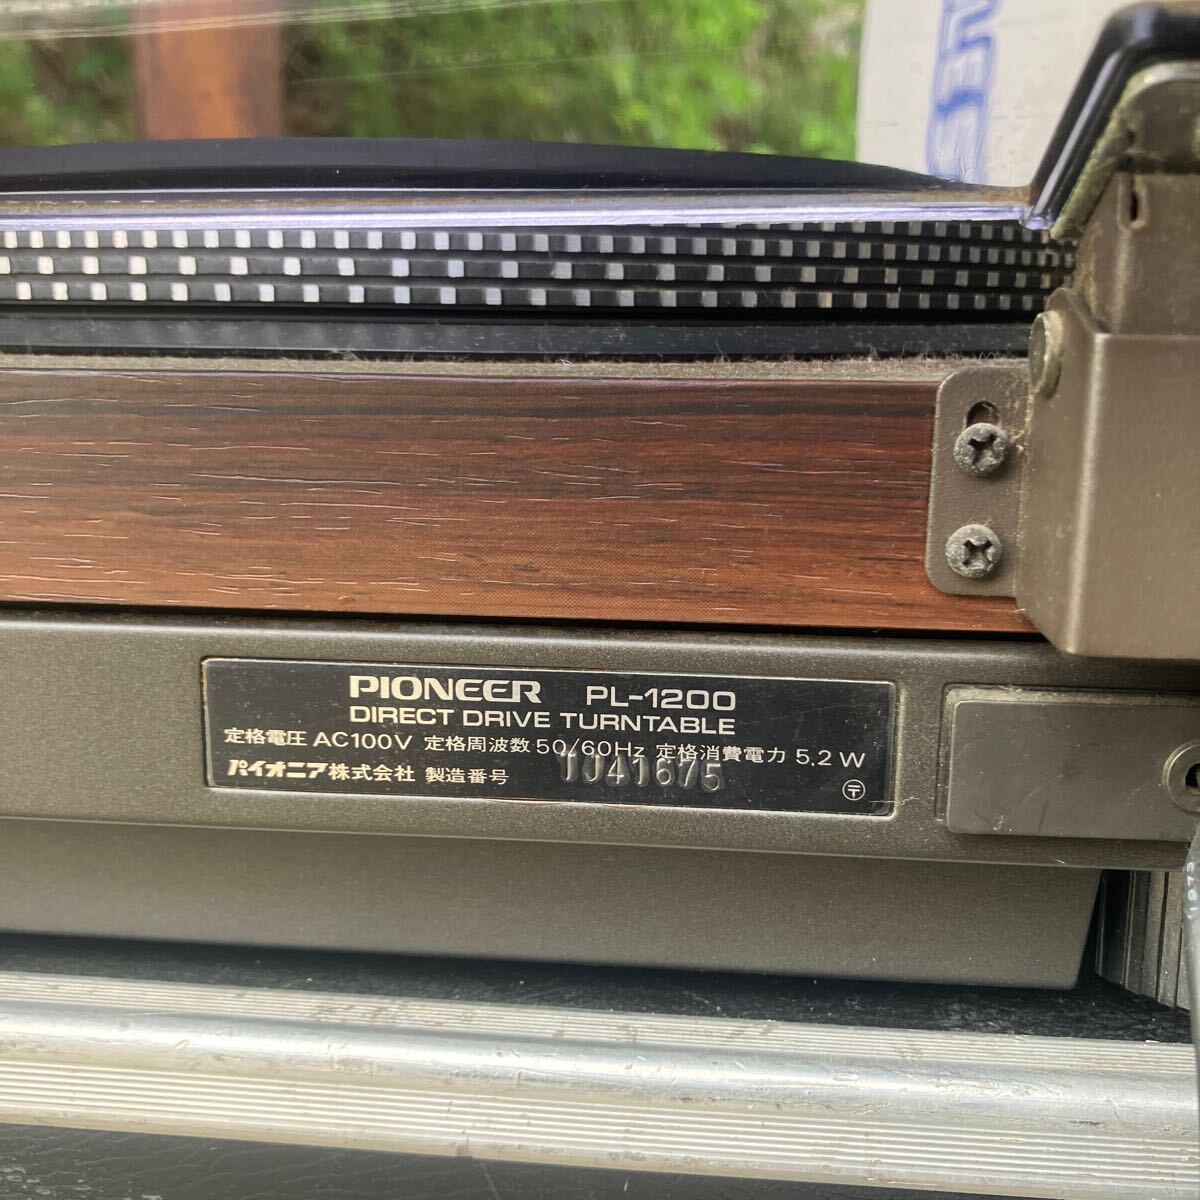 PIONEER PL-1200
DIRECT DRIVE TURNTABLE
定格電圧 AC100V 定格周波数 50/60Hz 定格消費電力 5.2W
パイオニア株式会社 製造番号 TJ41675
〶